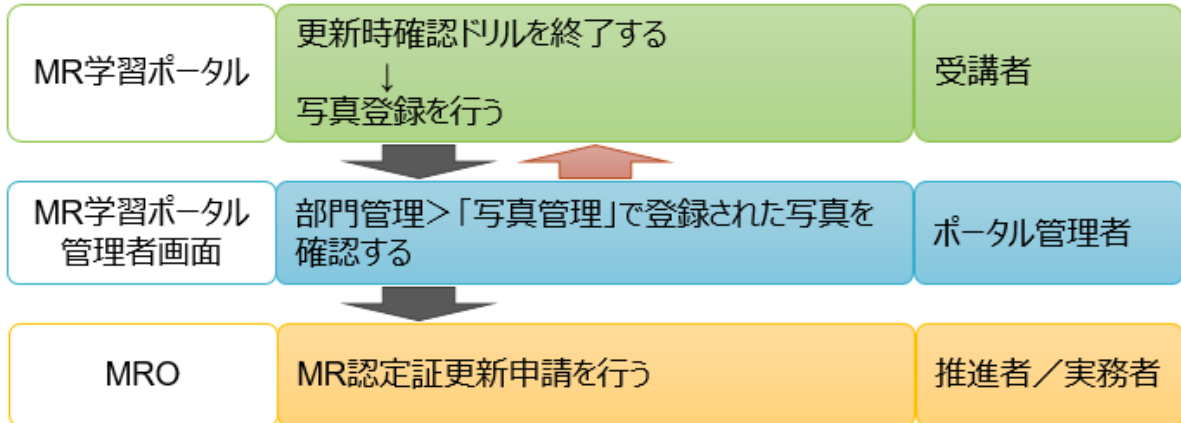 MR学習ポータル
更新時確認ドリルを終了する
↓
写真登録を行う
受講者
MR学習ポータル
管理者画面
部門管理>「写真管理」で登録された写真を
確認する
ポータル管理者
MRO
MR認定証更新申請を行う
推進者／実務者